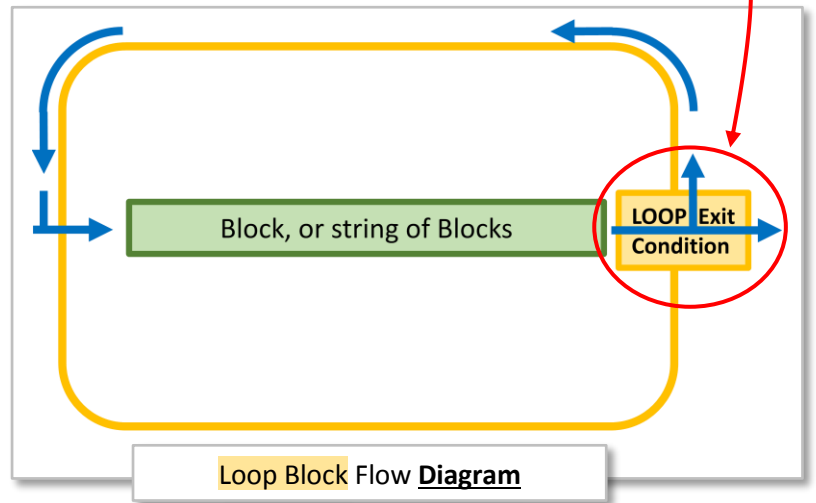 Block, or string of Blocks
LOOP Exit
Condition
Loop Block Flow Diagram